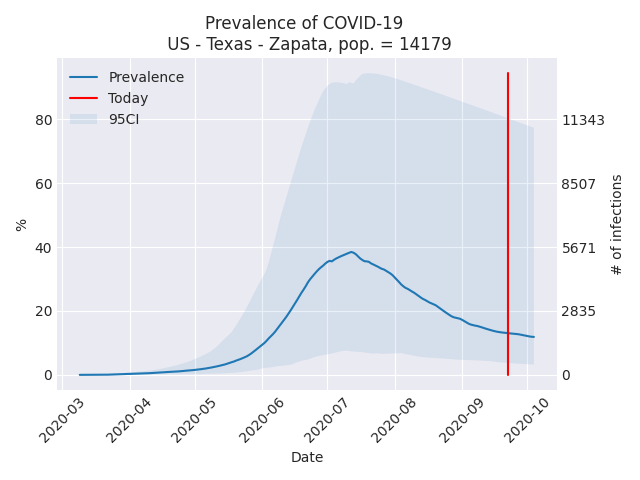 Prevalence of COVID-19
US - Texas - Zapata, pop. = 14179
Prevalence
Today
95CI
80
60
40
20
0
%
11343
8507
5671
2835
0
# of infections
2020-03
2020-04
2020-05
2020-06
2020-07
2020-08
2020-09
2020-10
Date